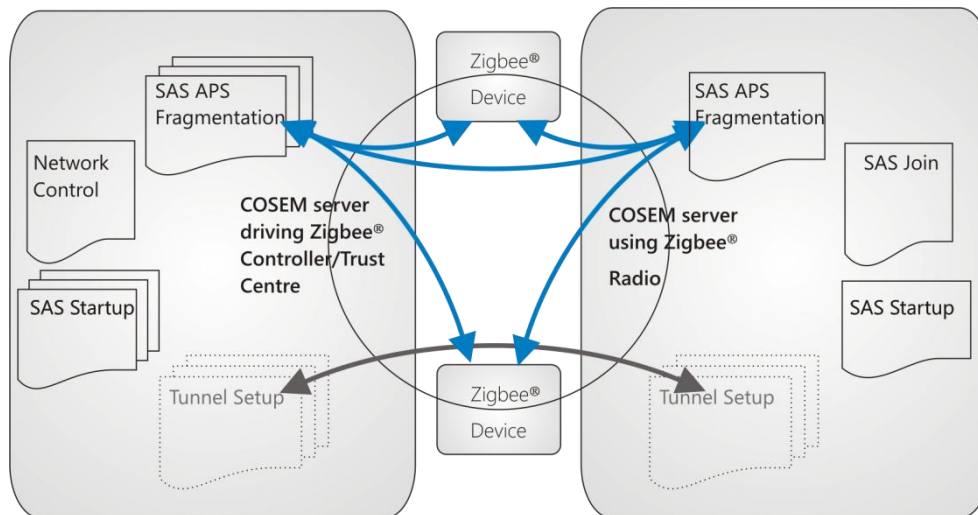 SAS APS
Fragmentation
Network
Control
SAS Startup
Tunnel Setup
COSEM server
driving Zigbee®
Controller/Trust
Centre
Zigbee®
Device
Zigbee®
Device
COSEM server
using Zigbee®
Radio
SAS APS
Fragmentation
SAS Join
SAS Startup
Tunnel Setup